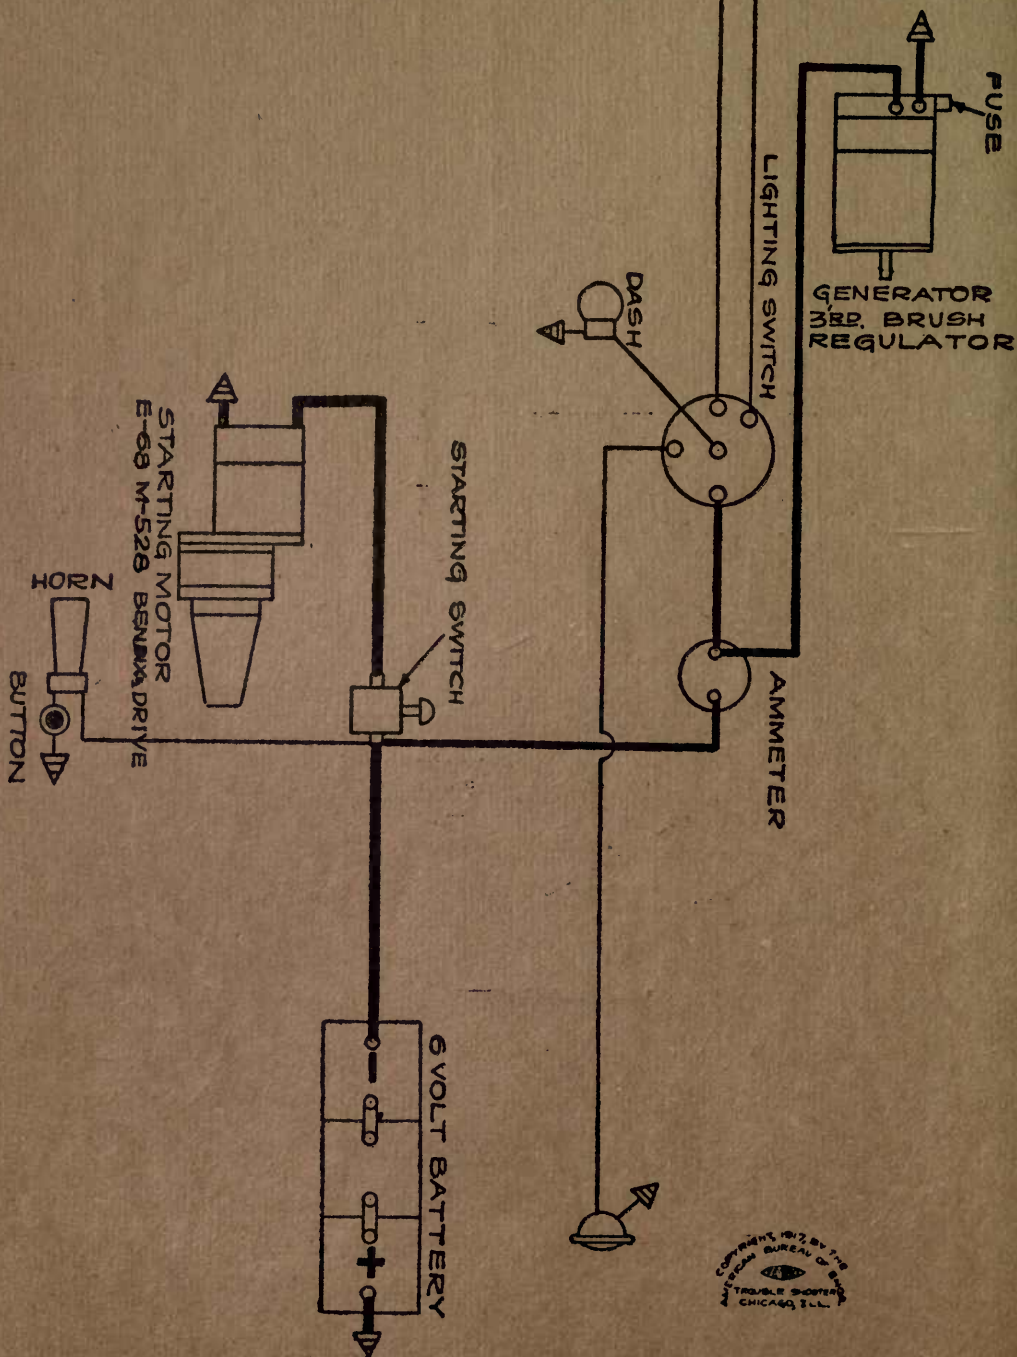 FUSE
GENERATOR
3RD. BRUSH
REGULATOR
LIGHTING SWITCH
DASH
STARTING SWITCH
STARTING MOTOR
E-68 M-528 BENDIX DRIVE
HORN
BUTTON
AMMETER
6 VOLT BATTERY
-
+
COPYRIGHT, 1917, BY THE
AMERICAN BUREAU OF
TROUBLE SHOOTER
CHICAGO, ILL.